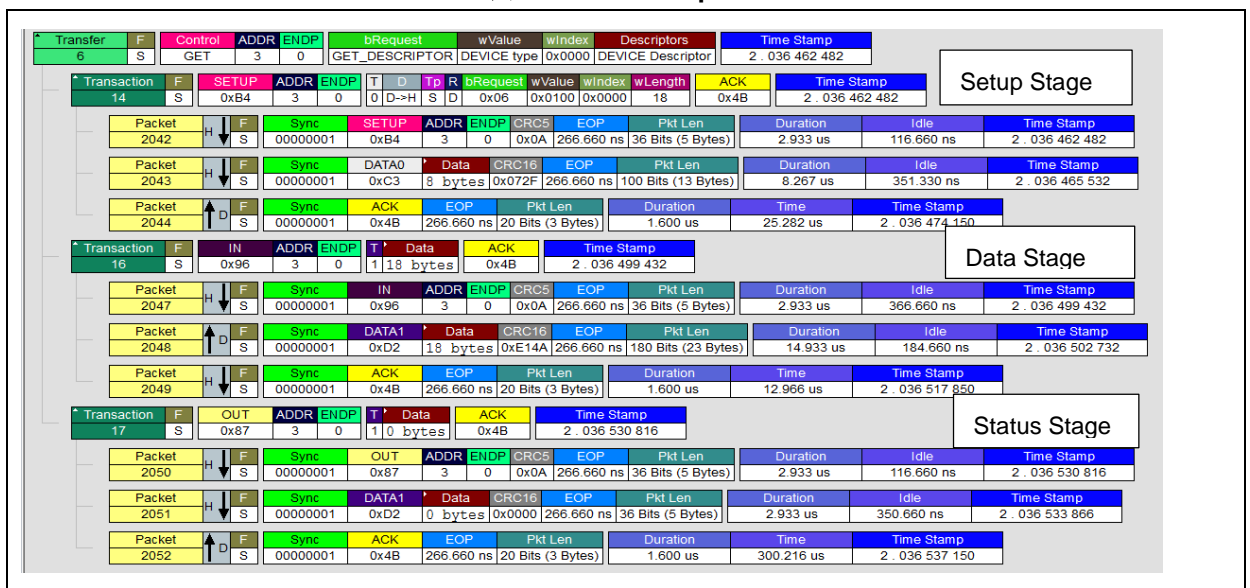 Transfer F Control ADDR ENDP bRequest wValue wIndex Descriptors Time Stamp
6 S GET 3 0 GET_DESCRIPTOR DEVICE type 0x0000 DEVICE Descriptor 2 . 036 462 482
Setup Stage
Transaction F SETUP ADDR ENDP T D Tp R bRequest wValue wIndex wLength ACK Time Stamp
14 S 0xB4 3 0 0 D->H S D 0x06 0x0100 0x0000 18 0x4B 2 . 036 462 482
Packet H F Sync SETUP ADDR ENDP CRC5 EOP Pkt Len Duration Idle Time Stamp
2042 S 00000001 0xB4 3 0 0x0A 266.660 ns 36 Bits (5 Bytes) 2.933 us 116.660 ns 2 . 036 462 482
Packet H F Sync DATA0 Data CRC16 EOP Pkt Len Duration Idle Time Stamp
2043 S 00000001 0xC3 8 bytes 0x072F 266.660 ns 100 Bits (13 Bytes) 8.267 us 351.330 ns 2 . 036 465 532
Packet D F Sync ACK EOP Pkt Len Duration Time Time Stamp
2044 S 00000001 0x4B 266.660 ns 20 Bits (3 Bytes) 1.600 us 25.282 us 2 . 036 474 150
Transaction F IN ADDR ENDP T Data ACK Time Stamp
16 S 0x96 3 0 1 18 bytes 0x4B 2 . 036 499 432
Data Stage
Packet H F Sync IN ADDR ENDP CRC5 EOP Pkt Len Duration Idle Time Stamp
2047 S 00000001 0x96 3 0 0x0A 266.660 ns 36 Bits (5 Bytes) 2.933 us 366.660 ns 2 . 036 499 432
Packet D F Sync DATA1 Data CRC16 EOP Pkt Len Duration Idle Time Stamp
2048 S 00000001 0xD2 18 bytes 0xE14A 266.660 ns 180 Bits (23 Bytes) 14.933 us 184.660 ns 2 . 036 502 732
Packet H F Sync ACK EOP Pkt Len Duration Time Time Stamp
2049 S 00000001 0x4B 266.660 ns 20 Bits (3 Bytes) 1.600 us 12.966 us 2 . 036 517 850
Transaction F OUT ADDR ENDP T Data ACK Time Stamp
17 S 0x87 3 0 1 0 bytes 0x4B 2 . 036 530 816
Status Stage
Packet H F Sync OUT ADDR ENDP CRC5 EOP Pkt Len Duration Idle Time Stamp
2050 S 00000001 0x87 3 0 0x0A 266.660 ns 36 Bits (5 Bytes) 2.933 us 116.660 ns 2 . 036 530 816
Packet H F Sync DATA1 Data CRC16 EOP Pkt Len Duration Idle Time Stamp
2051 S 00000001 0xD2 0 bytes 0x0000 266.660 ns 36 Bits (5 Bytes) 2.933 us 350.660 ns 2 . 036 533 866
Packet D F Sync ACK EOP Pkt Len Duration Time Time Stamp
2052 S 00000001 0x4B 266.660 ns 20 Bits (3 Bytes) 1.600 us 300.216 us 2 . 036 537 150